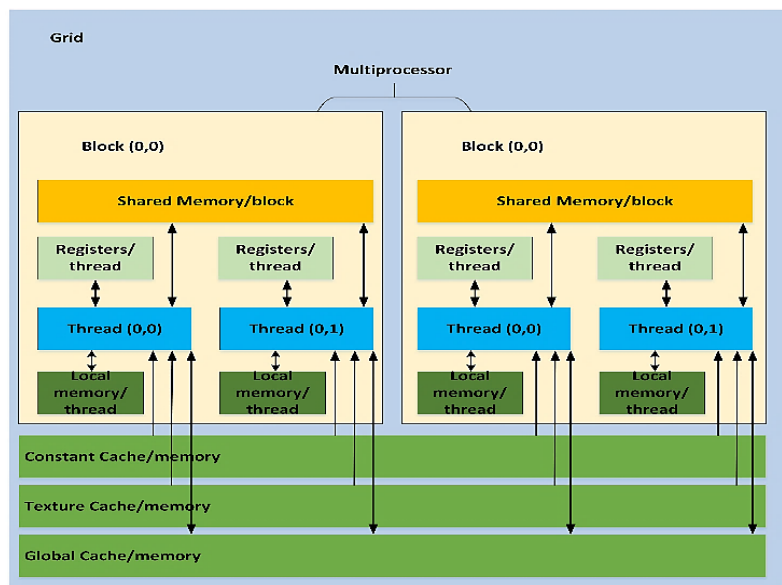 Grid
Multiprocessor
Block (0,0)
Block (0,0)
Shared Memory/block
Shared Memory/block
Registers/
thread
Registers/
thread
Registers/
thread
Registers/
thread
Thread (0,0)
Thread (0,1)
Thread (0,0)
Thread (0,1)
Local
memory/
thread
Local
memory/
thread
Local
memory/
thread
Local
memory/
thread
Constant Cache/memory
Texture Cache/memory
Global Cache/memory